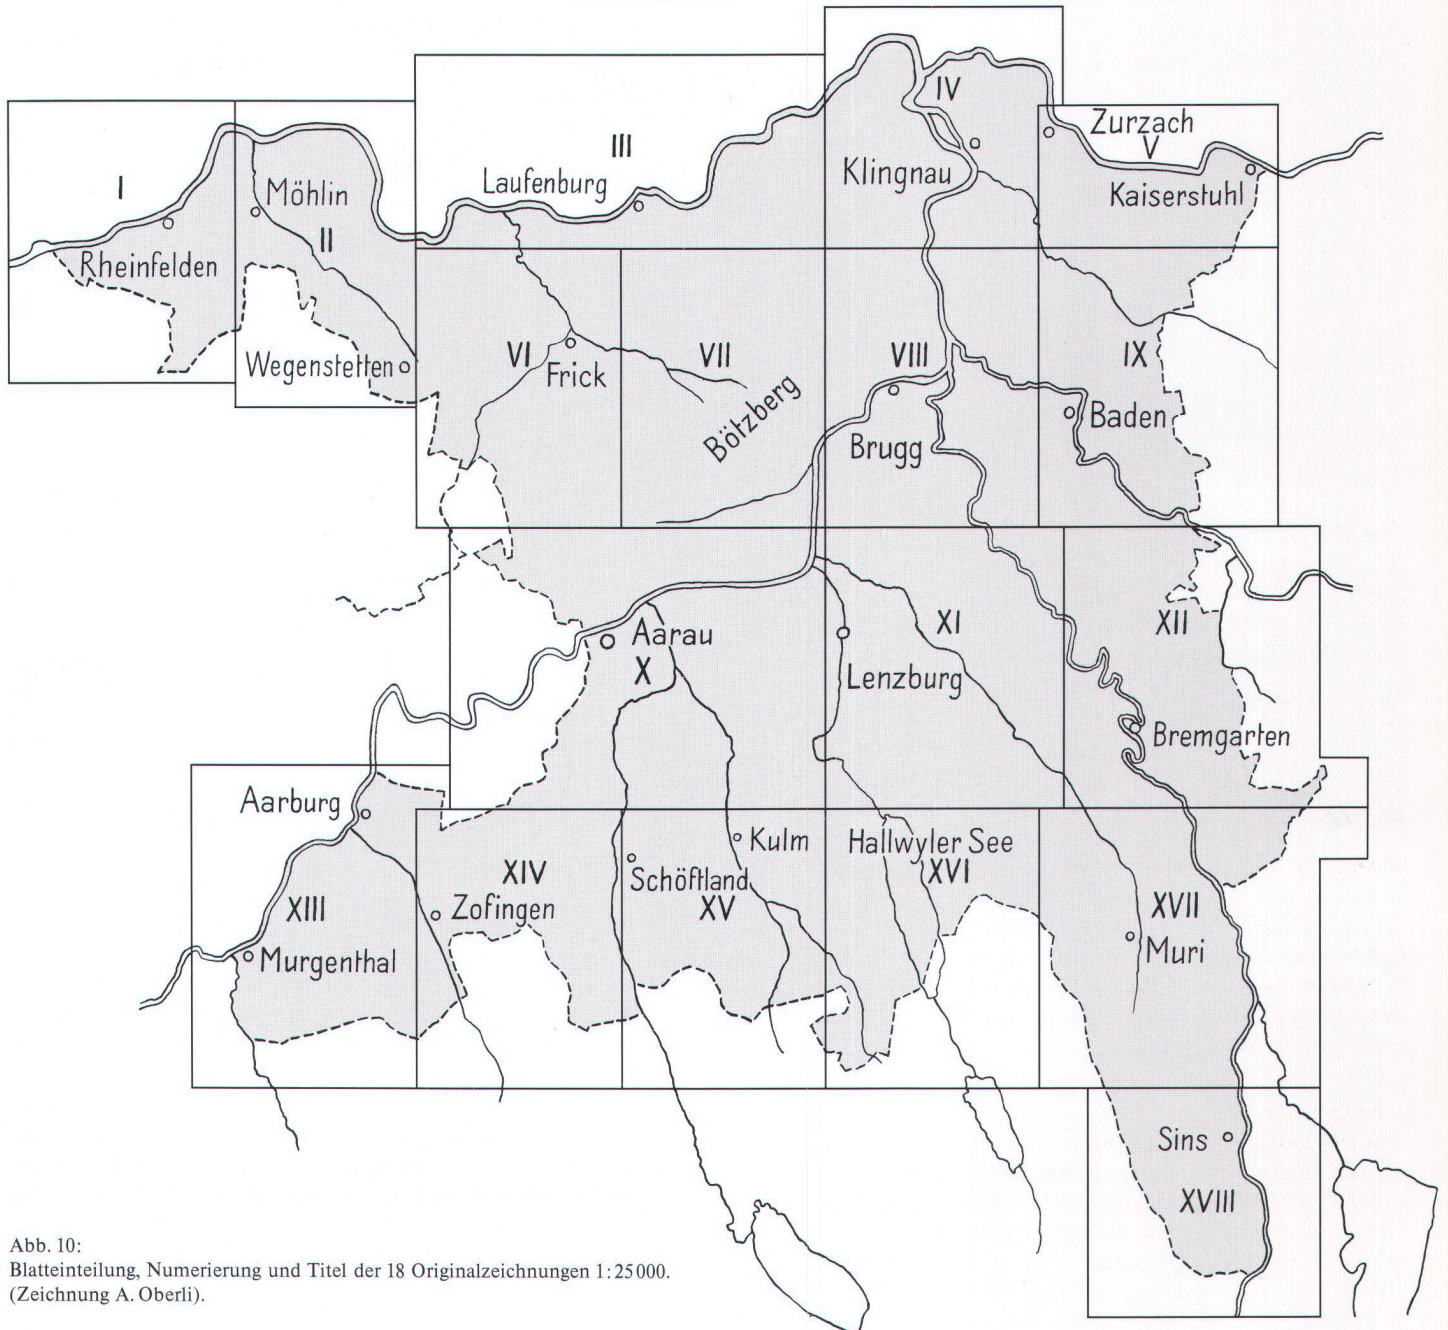 I
Rheinfelden
Möhlin
II
Wegenstetten
III
Laufenburg
IV
Klingnau
Zurzach
V
Kaiserstuhl
VI
Frick
VII
Bötzberg
VIII
Brugg
IX
Baden
Aarau
X
XI
Lenzburg
XII
Bremgarten
Aarburg
XIII
Murgenthal
XIV
Zofingen
Kulm
Schöftland
XV
Hallwyler See
XVI
XVII
Muri
Sins
XVIII
Abb. 10:
Blatteinteilung, Numerierung und Titel der 18 Originalzeichnungen 1:25000.
(Zeichnung A. Oberli).